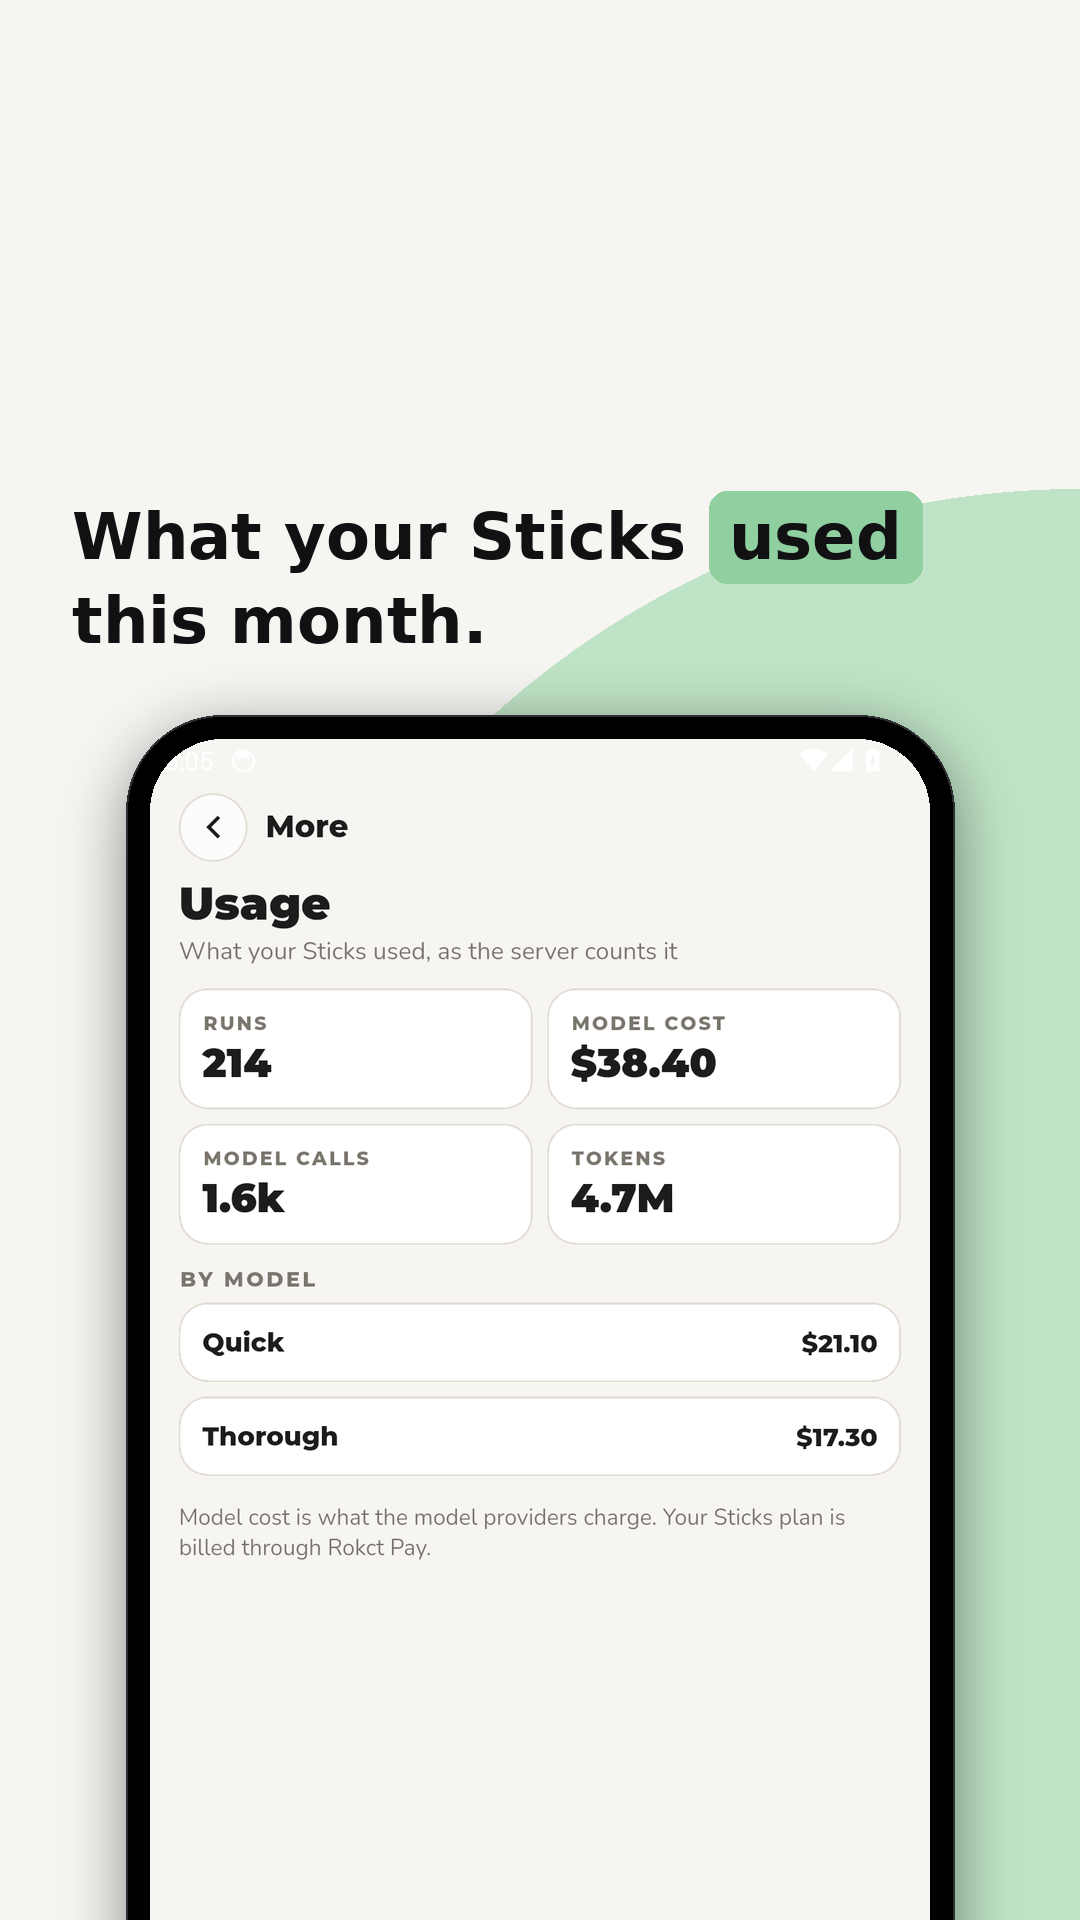 What your Sticks used
this month.
More
Usage
What your Sticks used, as the server counts it
RUNS
214
MODEL COST
$38.40
MODEL CALLS
1.6k
TOKENS
4.7M
BY MODEL
Quick
$21.10
Thorough
$17.30
Model cost is what the model providers charge. Your Sticks plan is
billed through Rokct Pay.